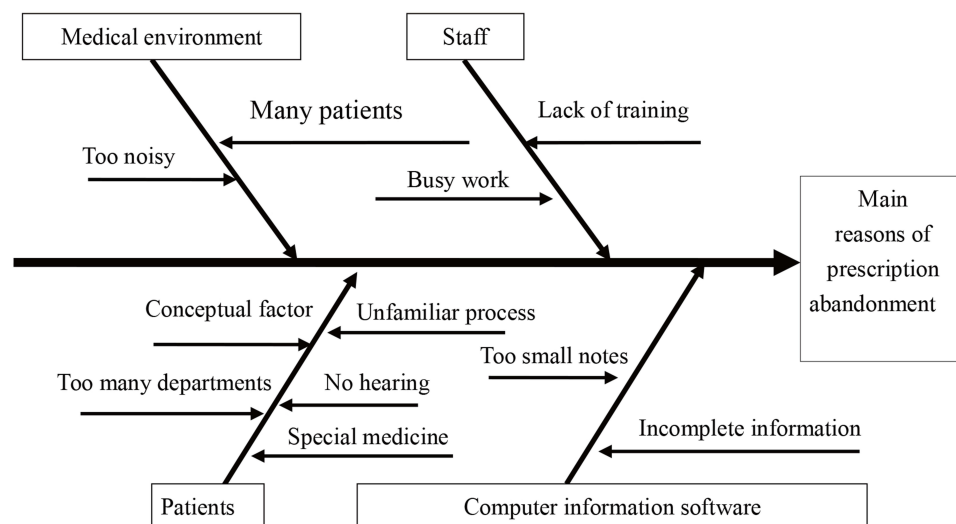 Medical environment
Staff
Many patients
Lack of training
Too noisy
Busy work
Main
reasons of
prescription
abandonment
Conceptual factor
Unfamiliar process
Too small notes
Too many departments
No hearing
Special medicine
Incomplete information
Patients
Computer information software